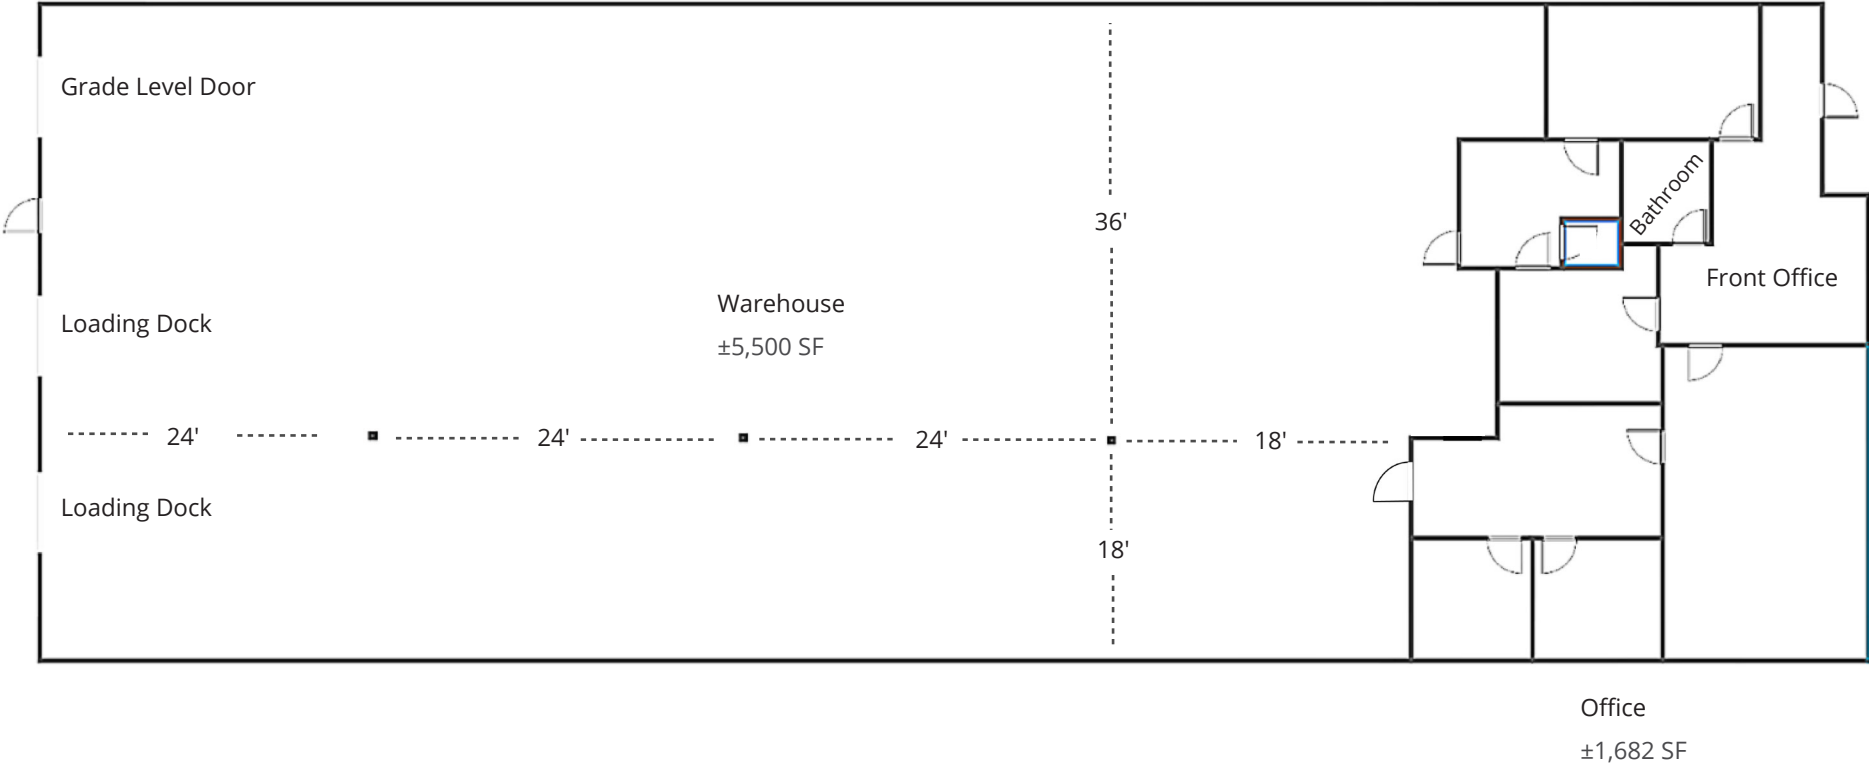 Grade Level Door
Bathroom
36'
Front Office
Warehouse
±5,500 SF
Loading Dock
24'
24'
24'
18'
Loading Dock
18'
Office
±1,682 SF